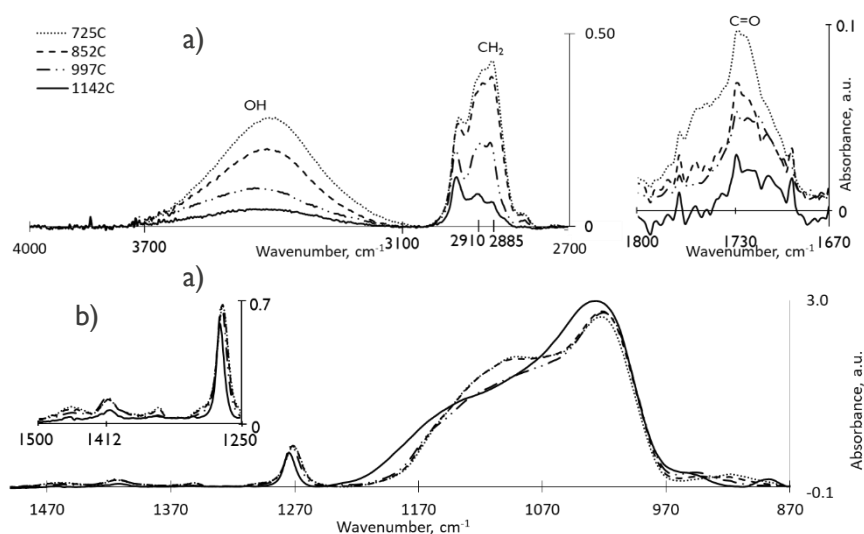 725C
852C
997C
1142C
a)
OH
CH₂
0.50
0
4000
3700
Wavenumber, cm⁻¹
3100
2910
2885
2700
C=O
0.1
Absorbance, a.u.
0
1800
1730
1670
Wavenumber, cm⁻¹
a)
b)
0.7
0
1500
1412
1250
3.0
Absorbance, a.u.
-0.1
1470
1370
1270
1170
1070
970
870
Wavenumber, cm⁻¹